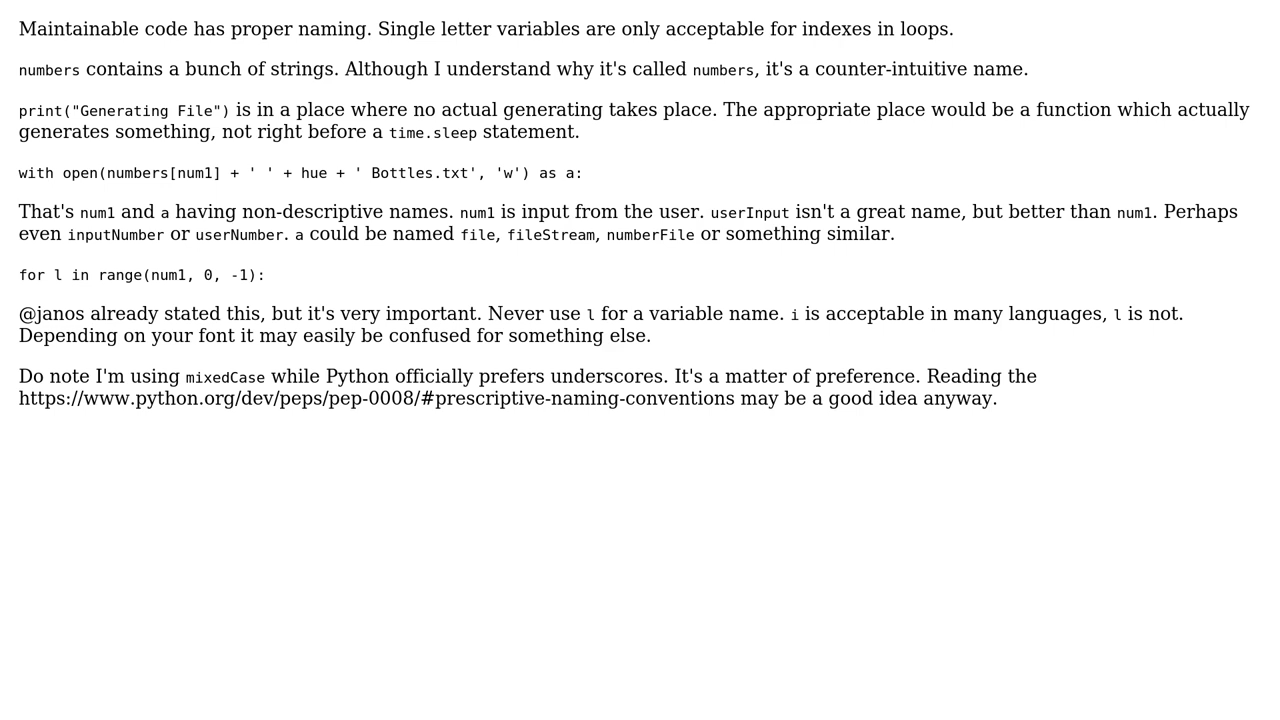 Maintainable code has proper naming. Single letter variables are only acceptable for indexes in loops.
numbers contains a bunch of strings. Although I understand why it's called numbers, it's a counter-intuitive name.
print("Generating File") is in a place where no actual generating takes place. The appropriate place would be a function which actually
generates something, not right before a time.sleep statement.
with open(numbers[num1] + ' ' + hue + ' Bottles.txt', 'w') as a:
That's num1 and a having non-descriptive names. num1 is input from the user. userInput isn't a great name, but better than num1. Perhaps
even inputNumber or userNumber. a could be named file, fileStream, numberFile or something similar.
for l in range(num1, 0, -1):
@janos already stated this, but it's very important. Never use l for a variable name. i is acceptable in many languages, l is not.
Depending on your font it may easily be confused for something else.
Do note I'm using mixedCase while Python officially prefers underscores. It's a matter of preference. Reading the
https://www.python.org/dev/peps/pep-0008/#prescriptive-naming-conventions may be a good idea anyway.